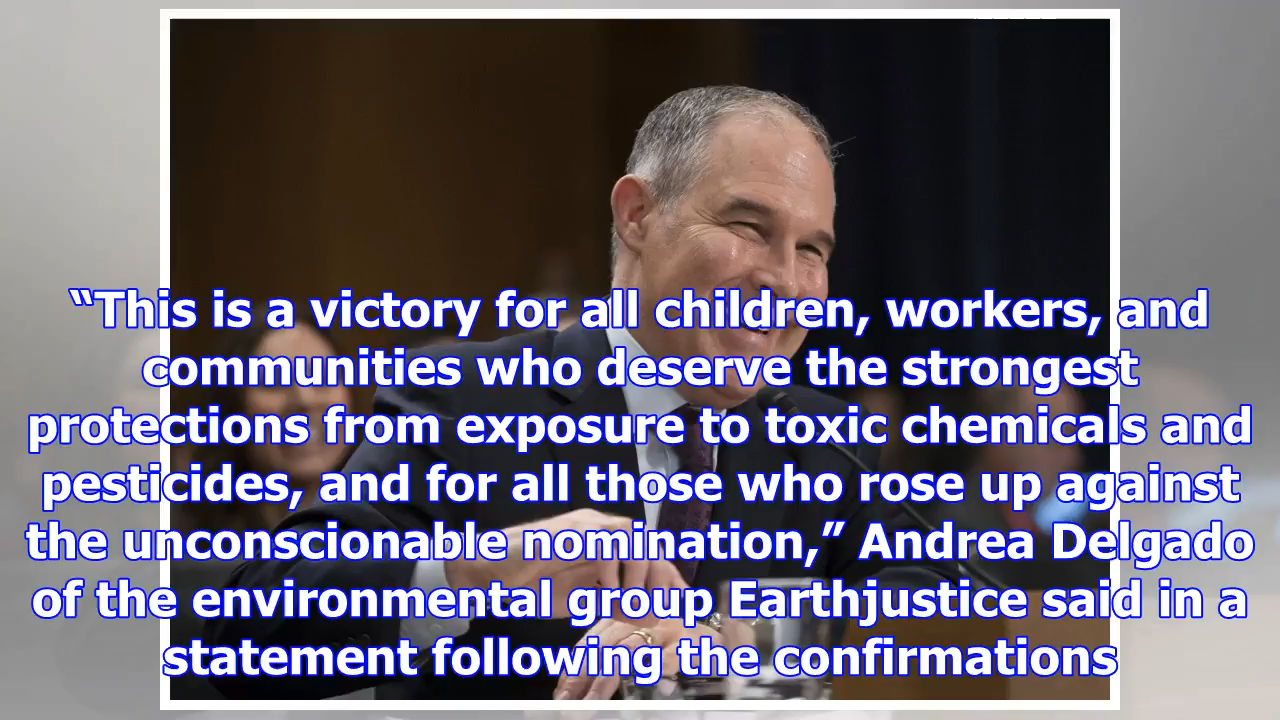 “This is a victory for all children, workers, and
communities who deserve the strongest
protections from exposure to toxic chemicals and
pesticides, and for all those who rose up against
the unconscionable nomination,” Andrea Delgado
of the environmental group Earthjustice said in a
statement following the confirmations